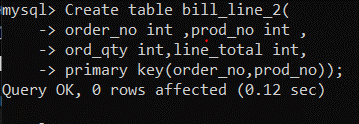 mysql> Create table bill_line_2(
    -> order_no int ,prod_no int ,
    -> ord_qty int,line_total int,
    -> primary key(order_no,prod_no));
Query OK, 0 rows affected (0.12 sec)